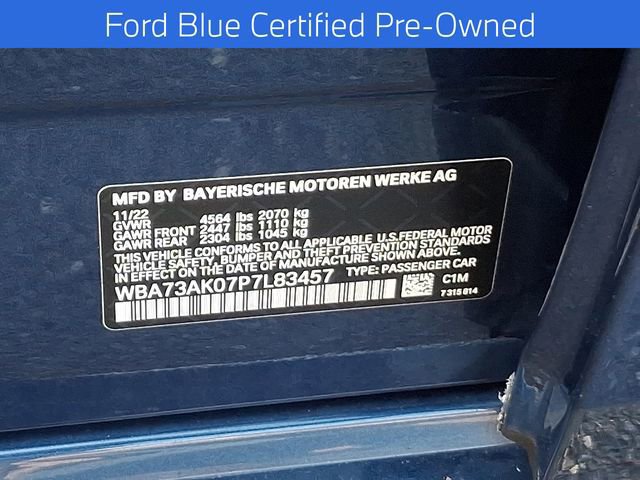 Ford Blue Certified Pre-Owned
MFD BY BAYERISCHE MOTOREN WERKE AG
11/22
GVWR 4564 lbs 2070 kg
GAWR FRONT 2447 lbs 1110 kg
GAWR REAR 2304 lbs 1045 kg
THIS VEHICLE CONFORMS TO ALL APPLICABLE U.S. FEDERAL MOTOR
VEHICLE SAFETY, BUMPER AND THEFT PREVENTION STANDARDS
IN EFFECT ON THE DATE OF MANUFACTURE SHOWN ABOVE.
WBA73AK07P7L83457 TYPE: PASSENGER CAR
C1M
7 315 614